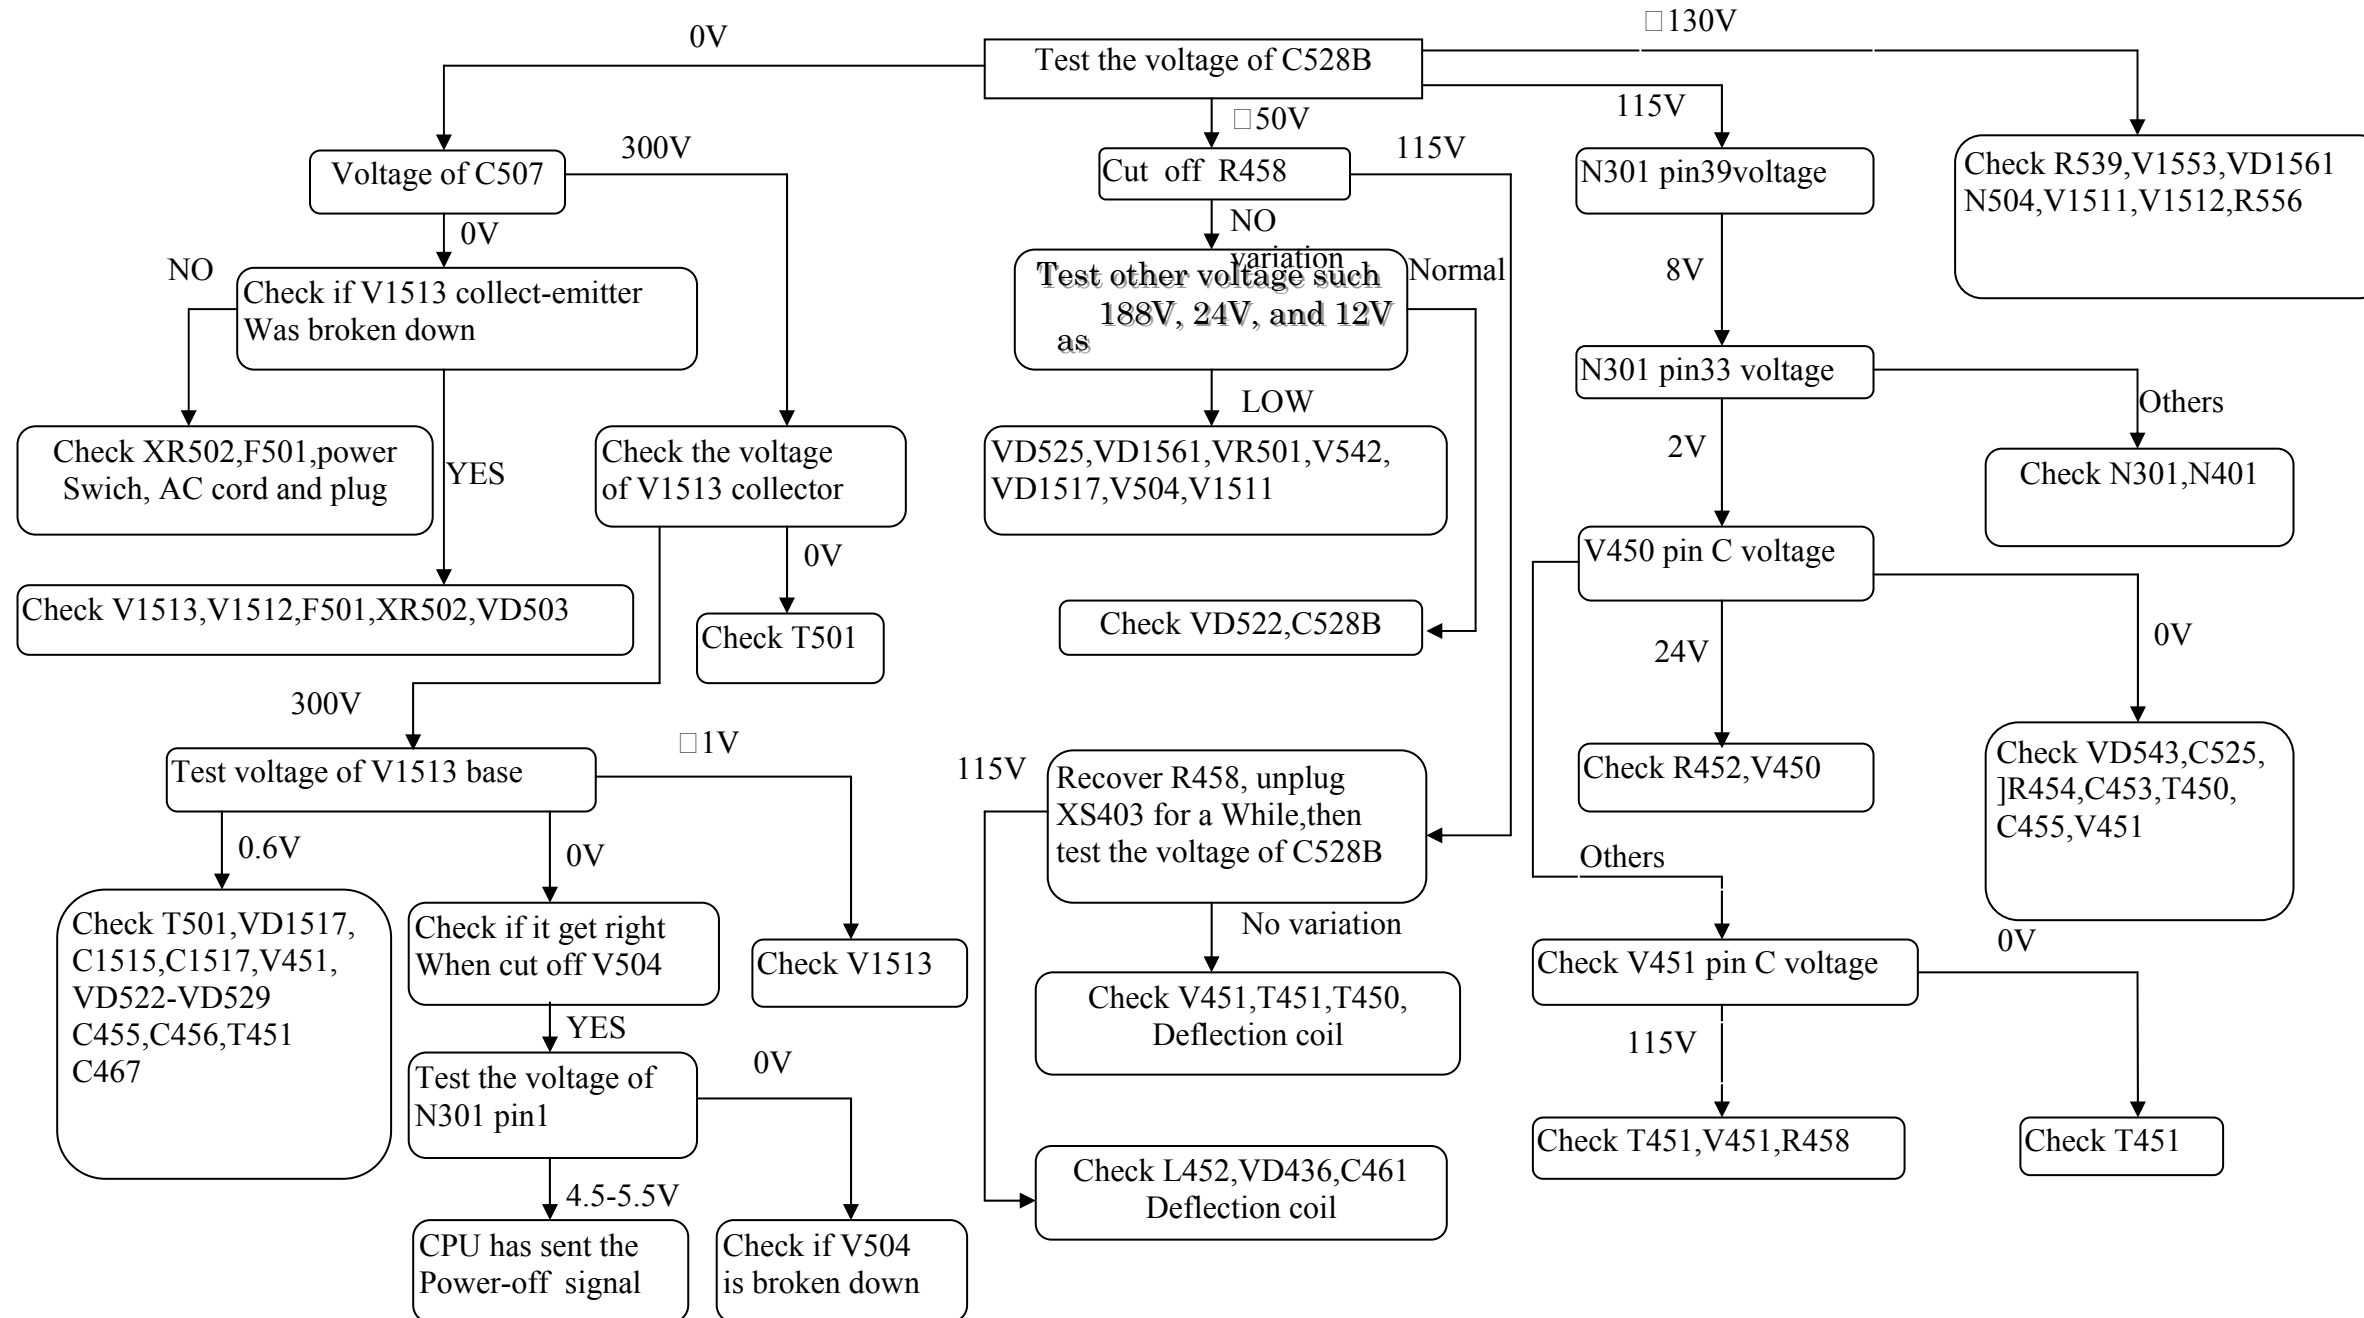 □130V
0V
Test the voltage of C528B
115V
□50V
300V
115V
Voltage of C507
Cut off R458
N301 pin39voltage
Check R539,V1553,VD1561
N504,V1511,V1512,R556
0V
NO
variation
NO
Check if V1513 collect-emitter
Was broken down
Test other voltage such
188V, 24V, and 12V
as
Normal
8V
N301 pin33 voltage
Others
LOW
Check XR502,F501,power
Swich, AC cord and plug
YES
Check the voltage
of V1513 collector
VD525,VD1561,VR501,V542,
VD1517,V504,V1511
2V
Check N301,N401
0V
V450 pin C voltage
Check V1513,V1512,F501,XR502,VD503
Check T501
Check VD522,C528B
24V
0V
300V
□1V
Test voltage of V1513 base
115V
Recover R458, unplug
XS403 for a While,then
test the voltage of C528B
Check R452,V450
Check VD543,C525,
]R454,C453,T450,
C455,V451
0.6V
0V
Others
Check T501,VD1517,
C1515,C1517,V451,
VD522-VD529
C455,C456,T451
C467
Check if it get right
When cut off V504
Check V1513
No variation
Check V451 pin C voltage
0V
YES
Check V451,T451,T450,
Deflection coil
115V
Test the voltage of
N301 pin1
0V
Check T451,V451,R458
Check T451
Check L452,VD436,C461
Deflection coil
4.5-5.5V
CPU has sent the
Power-off signal
Check if V504
is broken down